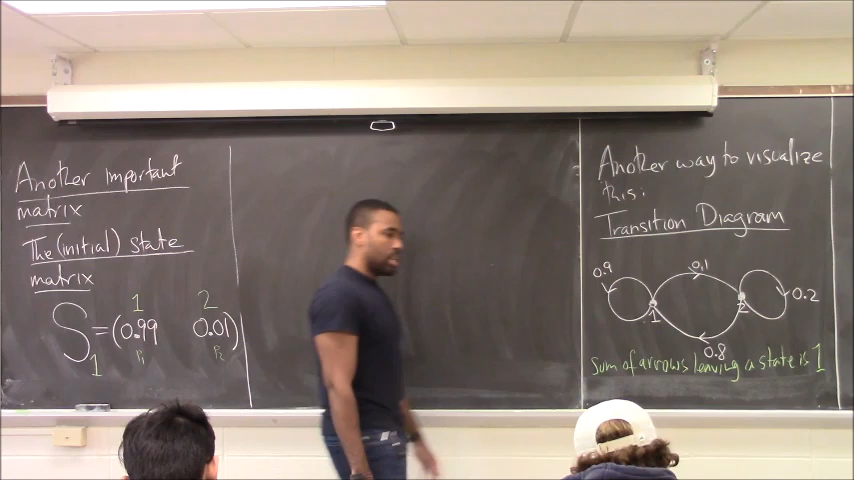 Another important
matrix
The (initial) state
matrix
1 2
S = (0.99 0.01)
1 P1 P2
Another way to visualize
this:
Transition Diagram
0.9 0.1
0.2
1 2
0.8
sum of arrows leaving a state is 1